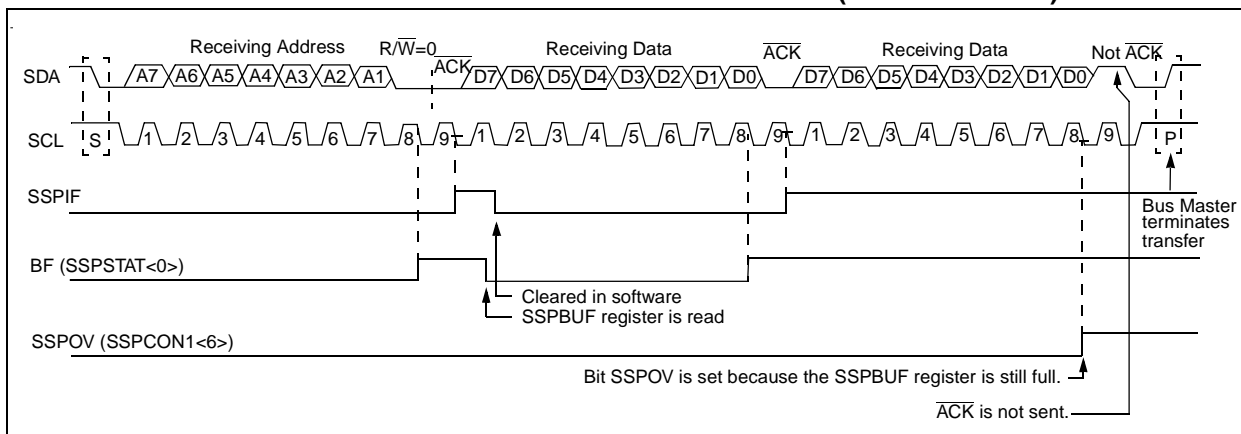 Receiving Address R/W̅=0 Receiving Data A̅C̅K̅ Receiving Data Not A̅C̅K̅
A̅C̅K̅
SDA A7 A6 A5 A4 A3 A2 A1 D7 D6 D5 D4 D3 D2 D1 D0 D7 D6 D5 D4 D3 D2 D1 D0
SCL S 1 2 3 4 5 6 7 8 9 1 2 3 4 5 6 7 8 9 1 2 3 4 5 6 7 8 9 P
SSPIF
Bus Master
terminates
transfer
BF (SSPSTAT<0>)
Cleared in software
SSPBUF register is read
SSPOV (SSPCON1<6>)
Bit SSPOV is set because the SSPBUF register is still full.
A̅C̅K̅ is not sent.